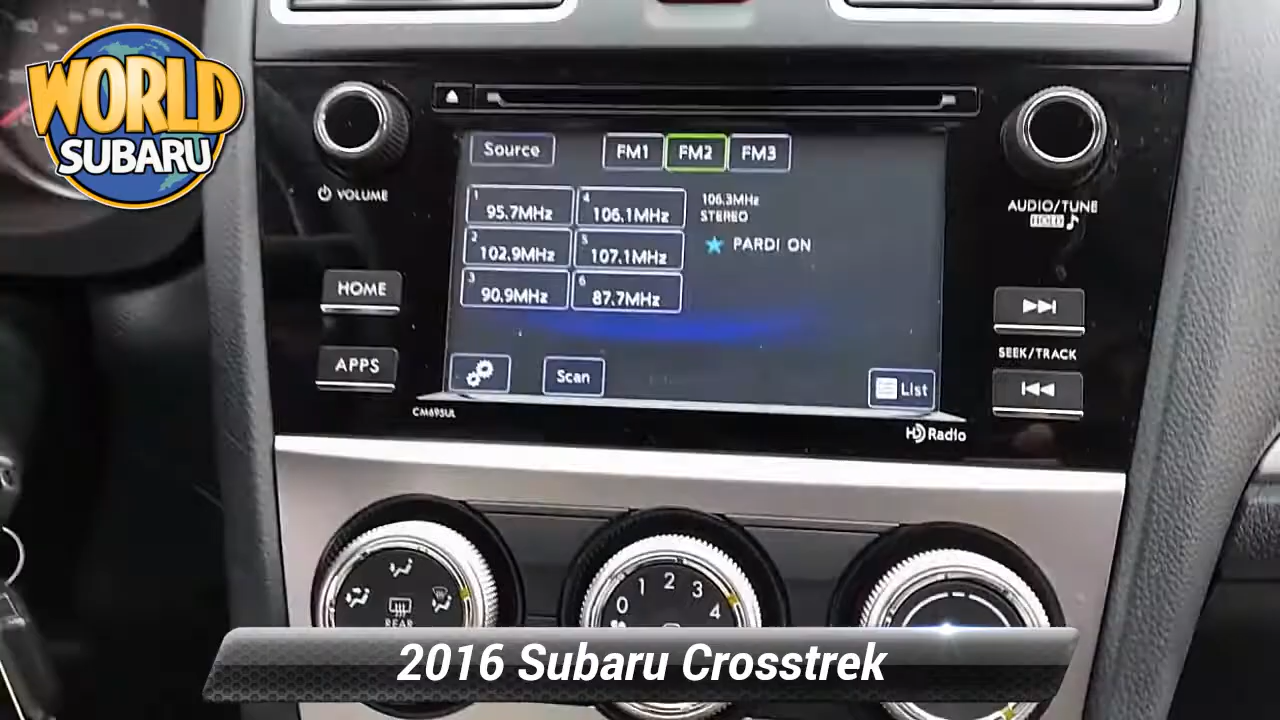 WORLD
SUBARU
VOLUME
HOME
APPS
CM695UL
Source
FM1 FM2 FM3
1 95.7MHz
4 106.1MHz
2 102.9MHz
5 107.1MHz
3 90.9MHz
6 87.7MHz
106.3MHz
STEREO
PARDI ON
Scan
List
HD Radio
AUDIO/TUNE
HOLD
SEEK/TRACK
REAR
0 1 2 3 4
2016 Subaru Crosstrek